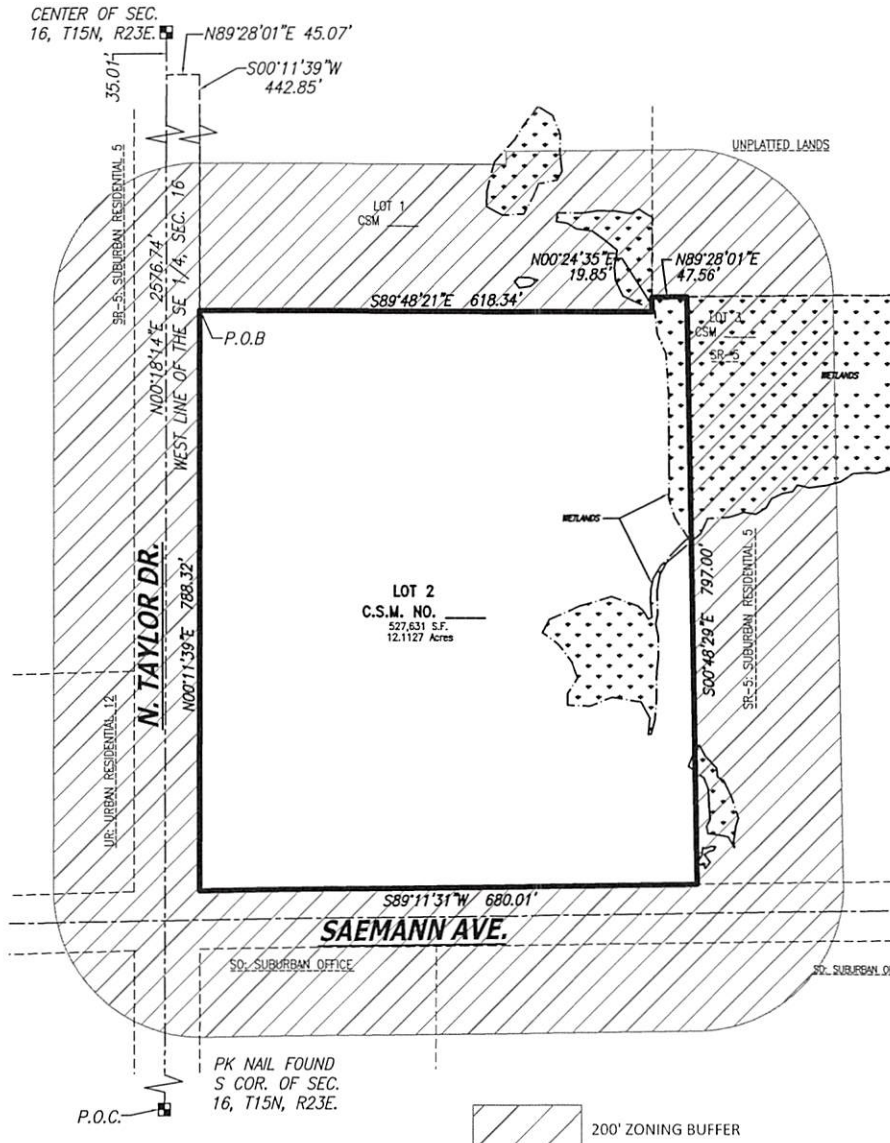 CENTER OF SEC.
16, T15N, R23E.
N89°28'01"E 45.07'
35.01'
S00°11'39"W
442.85'
UNPLATTED LANDS
SR-5: SUBURBAN RESIDENTIAL 5
N00°18'14"E 2576.74'
WEST LINE OF THE SE 1/4, SEC. 16
LOT 1
CSM
N00°24'35"E
19.85'
N89°28'01"E
47.56'
S89°48'21"E 618.34'
P.O.B
LOT 3
CSM
SR-5
WETLANDS
WETLANDS
N. TAYLOR DR.
N00°11'39"E 788.32'
LOT 2
C.S.M. NO.
527,631 S.F.
12.1127 Acres
S00°48'29"E 797.00'
SR-5: SUBURBAN RESIDENTIAL 5
UR: URBAN RESIDENTIAL 12
S89°11'31"W 680.01'
SAEMANN AVE.
SO: SUBURBAN OFFICE
SO: SUBURBAN OF
PK NAIL FOUND
S COR. OF SEC.
16, T15N, R23E.
P.O.C.
200' ZONING BUFFER